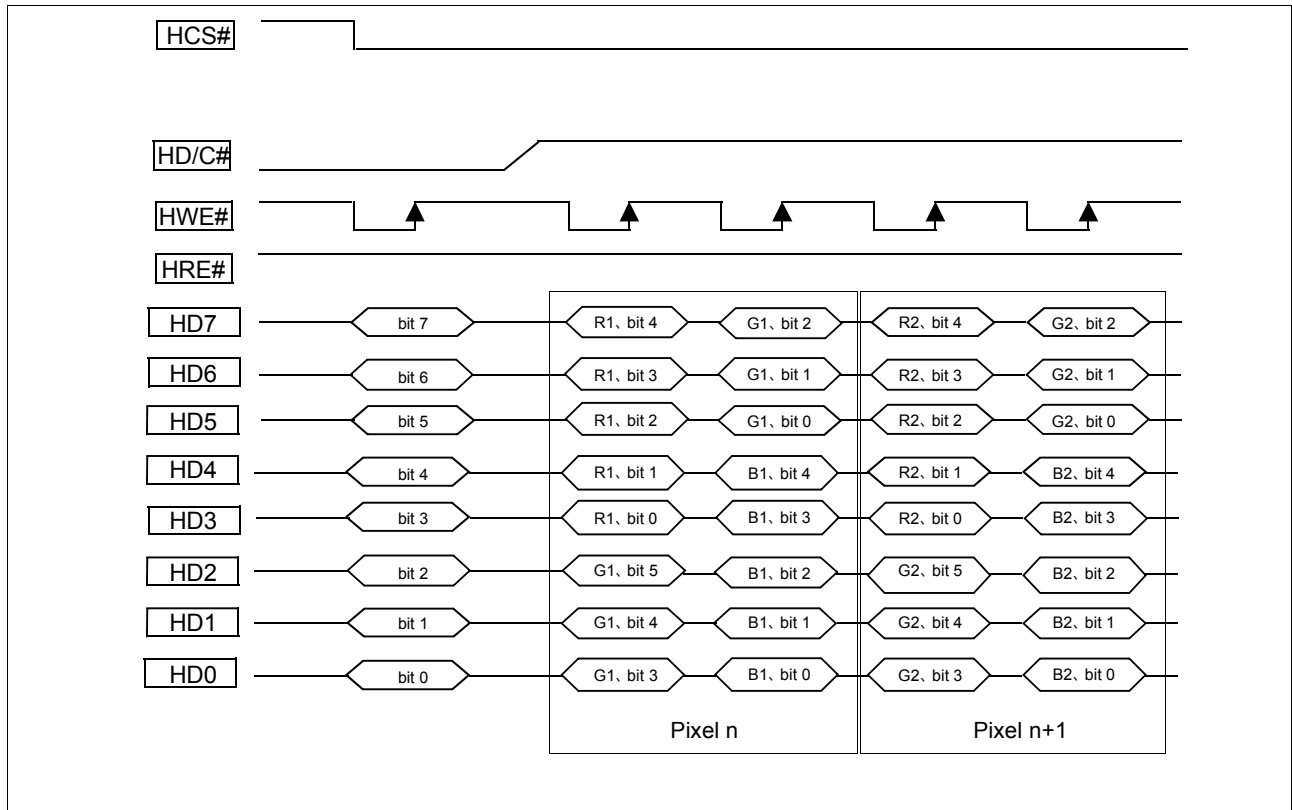 HCS#
HD/C#
HWE#
HRE#
HD7 bit 7 R1、bit 4 G1、bit 2 R2、bit 4 G2、bit 2
HD6 bit 6 R1、bit 3 G1、bit 1 R2、bit 3 G2、bit 1
HD5 bit 5 R1、bit 2 G1、bit 0 R2、bit 2 G2、bit 0
HD4 bit 4 R1、bit 1 B1、bit 4 R2、bit 1 B2、bit 4
HD3 bit 3 R1、bit 0 B1、bit 3 R2、bit 0 B2、bit 3
HD2 bit 2 G1、bit 5 B1、bit 2 G2、bit 5 B2、bit 2
HD1 bit 1 G1、bit 4 B1、bit 1 G2、bit 4 B2、bit 1
HD0 bit 0 G1、bit 3 B1、bit 0 G2、bit 3 B2、bit 0
Pixel n Pixel n+1